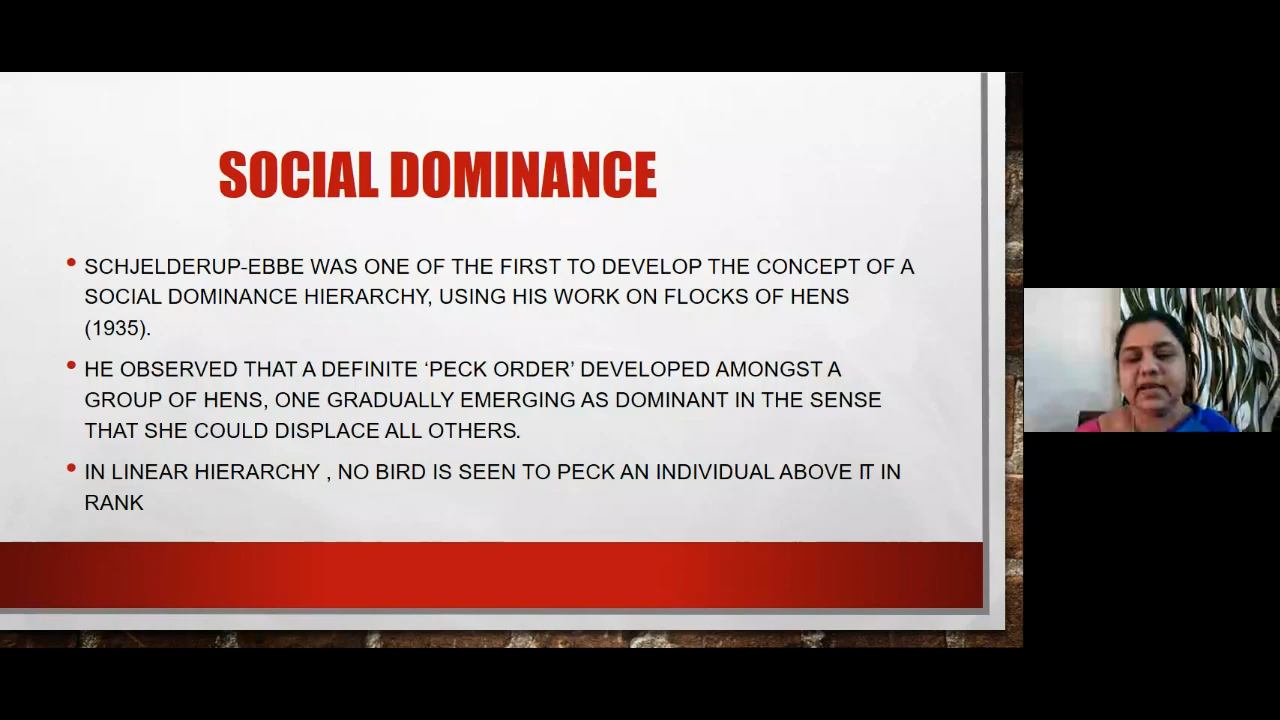 SOCIAL DOMINANCE
• SCHJELDERUP-EBBE WAS ONE OF THE FIRST TO DEVELOP THE CONCEPT OF A
SOCIAL DOMINANCE HIERARCHY, USING HIS WORK ON FLOCKS OF HENS
(1935).
• HE OBSERVED THAT A DEFINITE ‘PECK ORDER’ DEVELOPED AMONGST A
GROUP OF HENS, ONE GRADUALLY EMERGING AS DOMINANT IN THE SENSE
THAT SHE COULD DISPLACE ALL OTHERS.
• IN LINEAR HIERARCHY , NO BIRD IS SEEN TO PECK AN INDIVIDUAL ABOVE IT IN
RANK